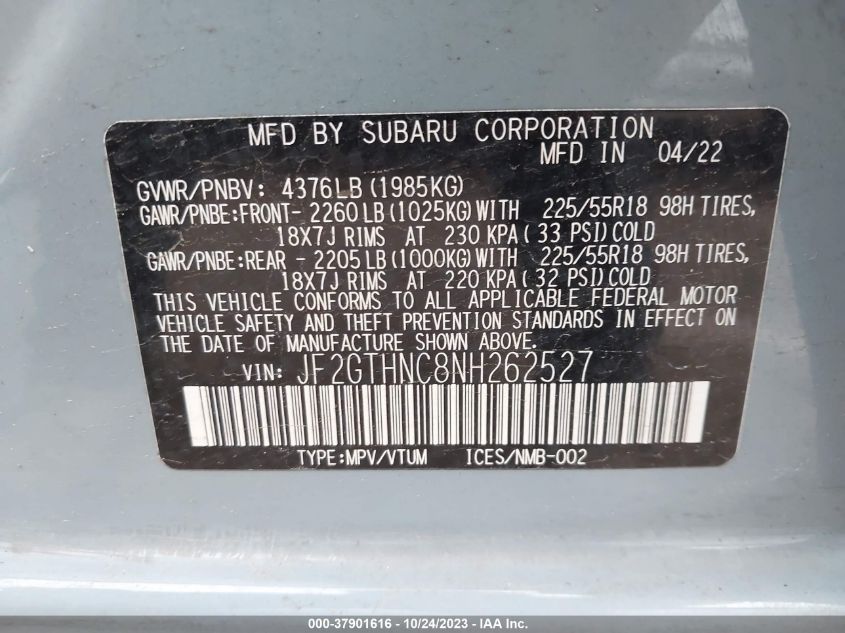 MFD BY SUBARU CORPORATION
MFD IN 04/22
GVWR/PNBV: 4376LB (1985KG)
GAWR/PNBE:FRONT- 2260LB (1025KG)WITH 225/55R18 98H TIRES,
18X7J RIMS AT 230 KPA( 33 PSI)COLD
GAWR/PNBE:REAR - 2205LB (1000KG)WITH 225/55R18 98H TIRES,
18X7J RIMS AT 220 KPA( 32 PSI)COLD
THIS VEHICLE CONFORMS TO ALL APPLICABLE FEDERAL MOTOR
VEHICLE SAFETY AND THEFT PREVENTION STANDARDS IN EFFECT ON
THE DATE OF MANUFACTURE SHOWN ABOVE.
VIN: JF2GTHNC8NH262527
TYPE:MPV/VTUM ICES/NMB-002
000-37901616 - 10/24/2023 - IAA Inc.